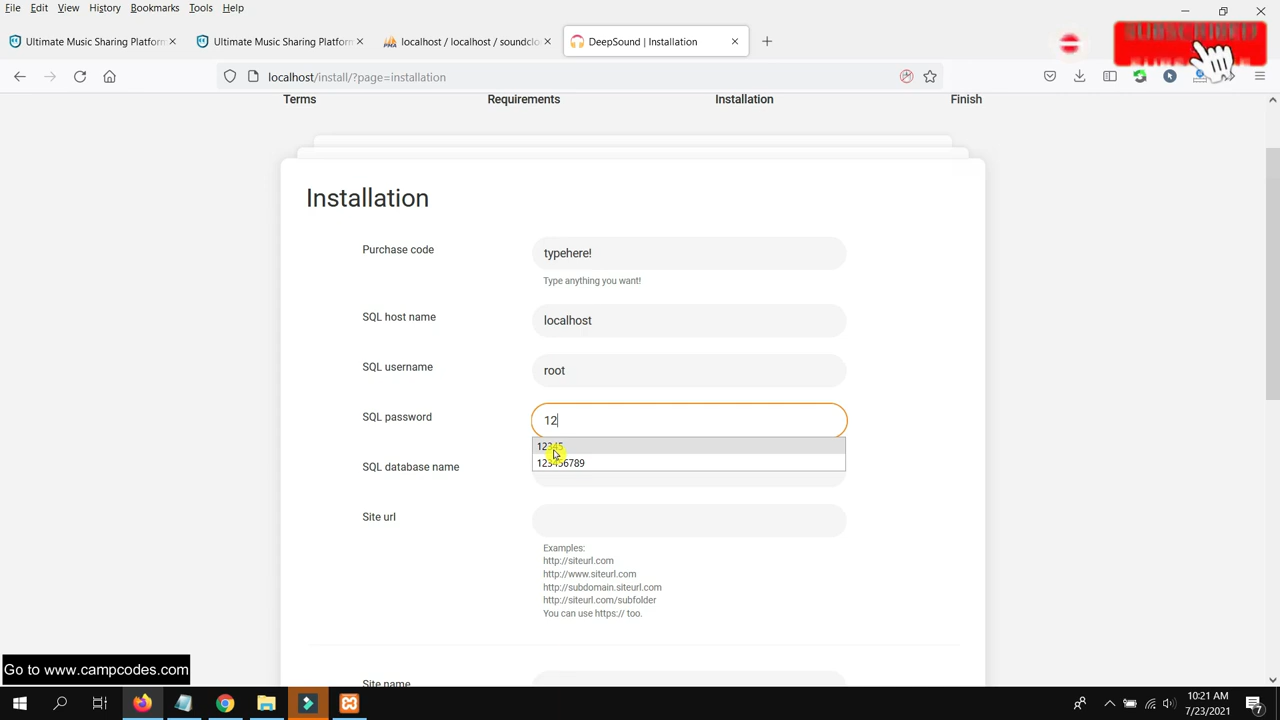 File Edit View History Bookmarks Tools Help
Ultimate Music Sharing Platform
Ultimate Music Sharing Platform
localhost / localhost / soundclo
DeepSound | Installation
SUBSCRIBED
localhost/install/?page=installation
Terms
Requirements
Installation
Finish
Installation
Purchase code
typehere!
Type anything you want!
SQL host name
localhost
SQL username
root
SQL password
12
12345
123456789
SQL database name
Site url
Examples:
http://siteurl.com
http://www.siteurl.com
http://subdomain.siteurl.com
http://siteurl.com/subfolder
You can use https:// too.
Site name
Go to www.campcodes.com
10:21 AM
7/23/2021
7